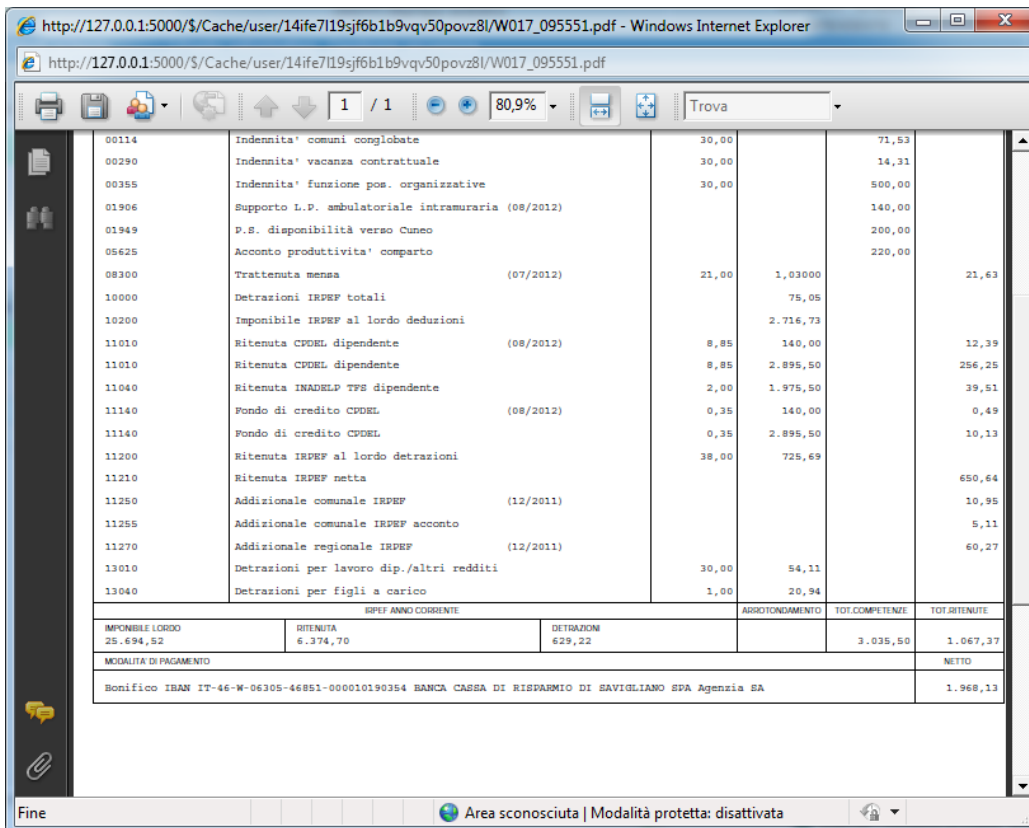 http://127.0.0.1:5000/$/Cache/user/14ife7l19sjf6b1b9vqv50povz8l/W017_095551.pdf - Windows Internet Explorer
http://127.0.0.1:5000/$/Cache/user/14ife7l19sjf6b1b9vqv50povz8l/W017_095551.pdf
1 / 1 80,9% Trova
00114 Indennita' comuni conglobate 30,00 71,53
00290 Indennita' vacanza contrattuale 30,00 14,31
00355 Indennita' funzione pos. organizzative 30,00 500,00
01906 Supporto L.P. ambulatoriale intramuraria (08/2012) 140,00
01949 P.S. disponibilità verso Cuneo 200,00
05625 Acconto produttivita' comparto 220,00
08300 Trattenuta mensa (07/2012) 21,00 1,03000 21,63
10000 Detrazioni IRPEF totali 75,05
10200 Imponibile IRPEF al lordo deduzioni 2.716,73
11010 Ritenuta CPDEL dipendente (08/2012) 8,85 140,00 12,39
11010 Ritenuta CPDEL dipendente 8,85 2.895,50 256,25
11040 Ritenuta INADELP TFS dipendente 2,00 1.975,50 39,51
11140 Fondo di credito CPDEL (08/2012) 0,35 140,00 0,49
11140 Fondo di credito CPDEL 0,35 2.895,50 10,13
11200 Ritenuta IRPEF al lordo detrazioni 38,00 725,69
11210 Ritenuta IRPEF netta 650,64
11250 Addizionale comunale IRPEF (12/2011) 10,95
11255 Addizionale comunale IRPEF acconto 5,11
11270 Addizionale regionale IRPEF (12/2011) 60,27
13010 Detrazioni per lavoro dip./altri redditi 30,00 54,11
13040 Detrazioni per figli a carico 1,00 20,94
IRPEF ANNO CORRENTE ARROTONDAMENTO TOT.COMPETENZE TOT.RITENUTE
IMPONIBILE LORDO RITENUTA DETRAZIONI
25.694,52 6.374,70 629,22 3.035,50 1.067,37
MODALITA' DI PAGAMENTO NETTO
Bonifico IBAN IT-46-W-06305-46851-000010190354 BANCA CASSA DI RISPARMIO DI SAVIGLIANO SPA Agenzia SA 1.968,13
Fine Area sconosciuta | Modalità protetta: disattivata